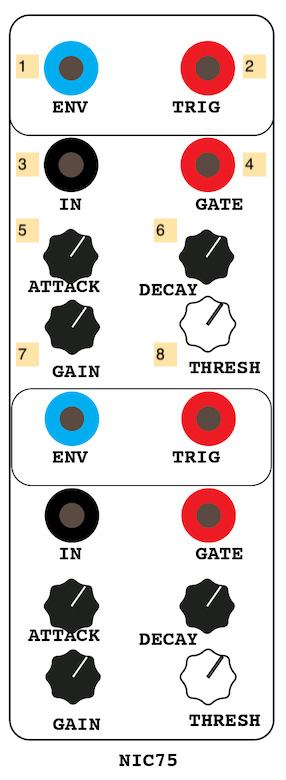 1 2
ENV TRIG
3 4
IN GATE
5 6
ATTACK DECAY
7 8
GAIN THRESH
ENV TRIG
IN GATE
ATTACK DECAY
GAIN THRESH
NIC75